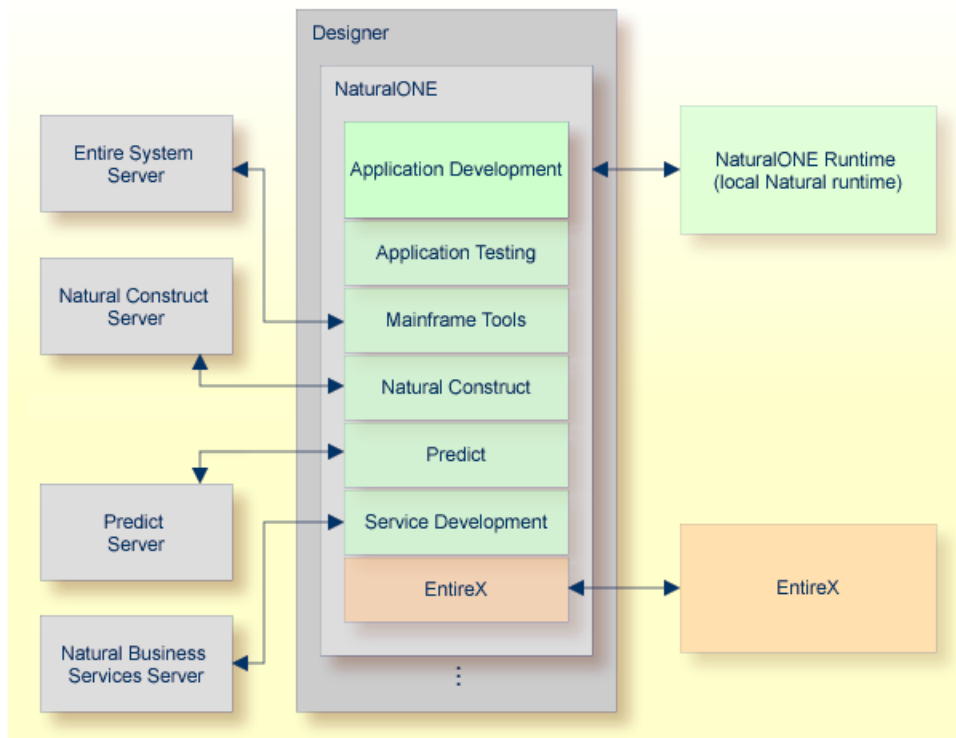 Designer
NaturalONE
Entire System
Server
Natural Construct
Server
Predict
Server
Natural Business
Services Server
Application Development
Application Testing
Mainframe Tools
Natural Construct
Predict
Service Development
EntireX
NaturalONE Runtime
(local Natural runtime)
EntireX